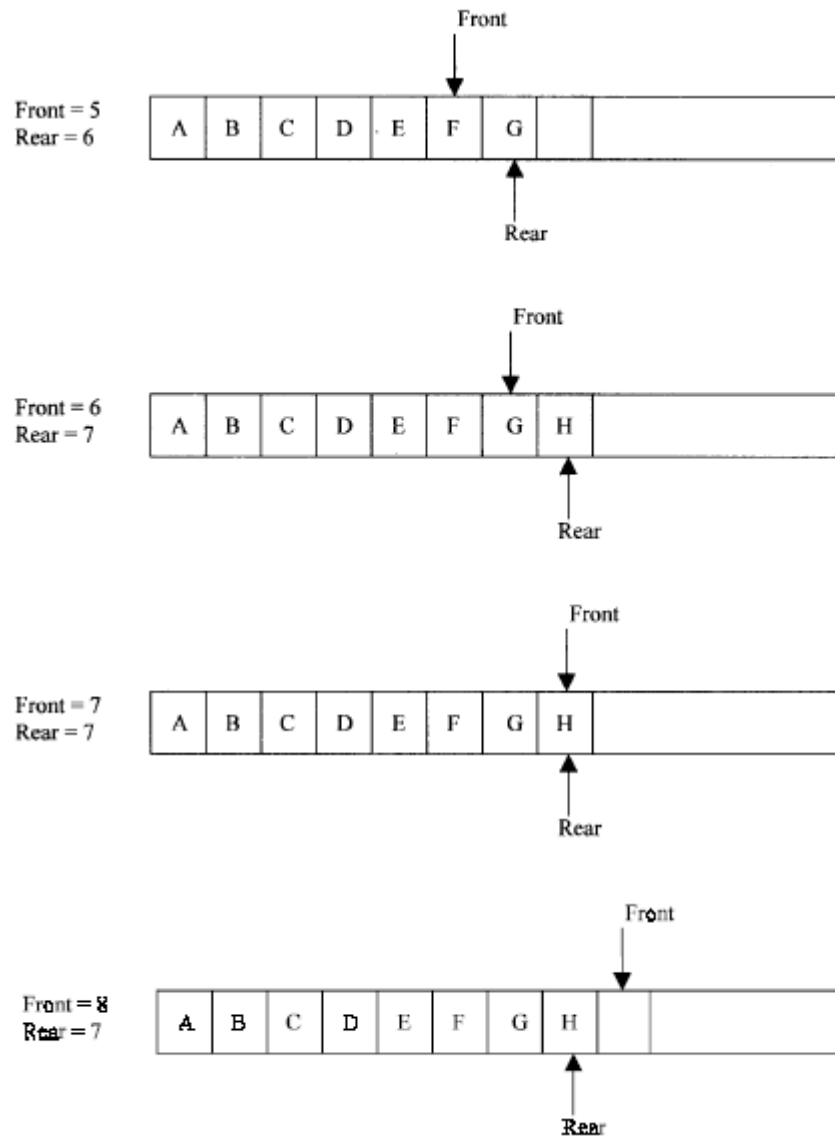 Front
Front = 5
Rear = 6
A B C D E F G
Rear
Front
Front = 6
Rear = 7
A B C D E F G H
Rear
Front
Front = 7
Rear = 7
A B C D E F G H
Rear
Front
Front = 8
Rear = 7
A B C D E F G H
Rear